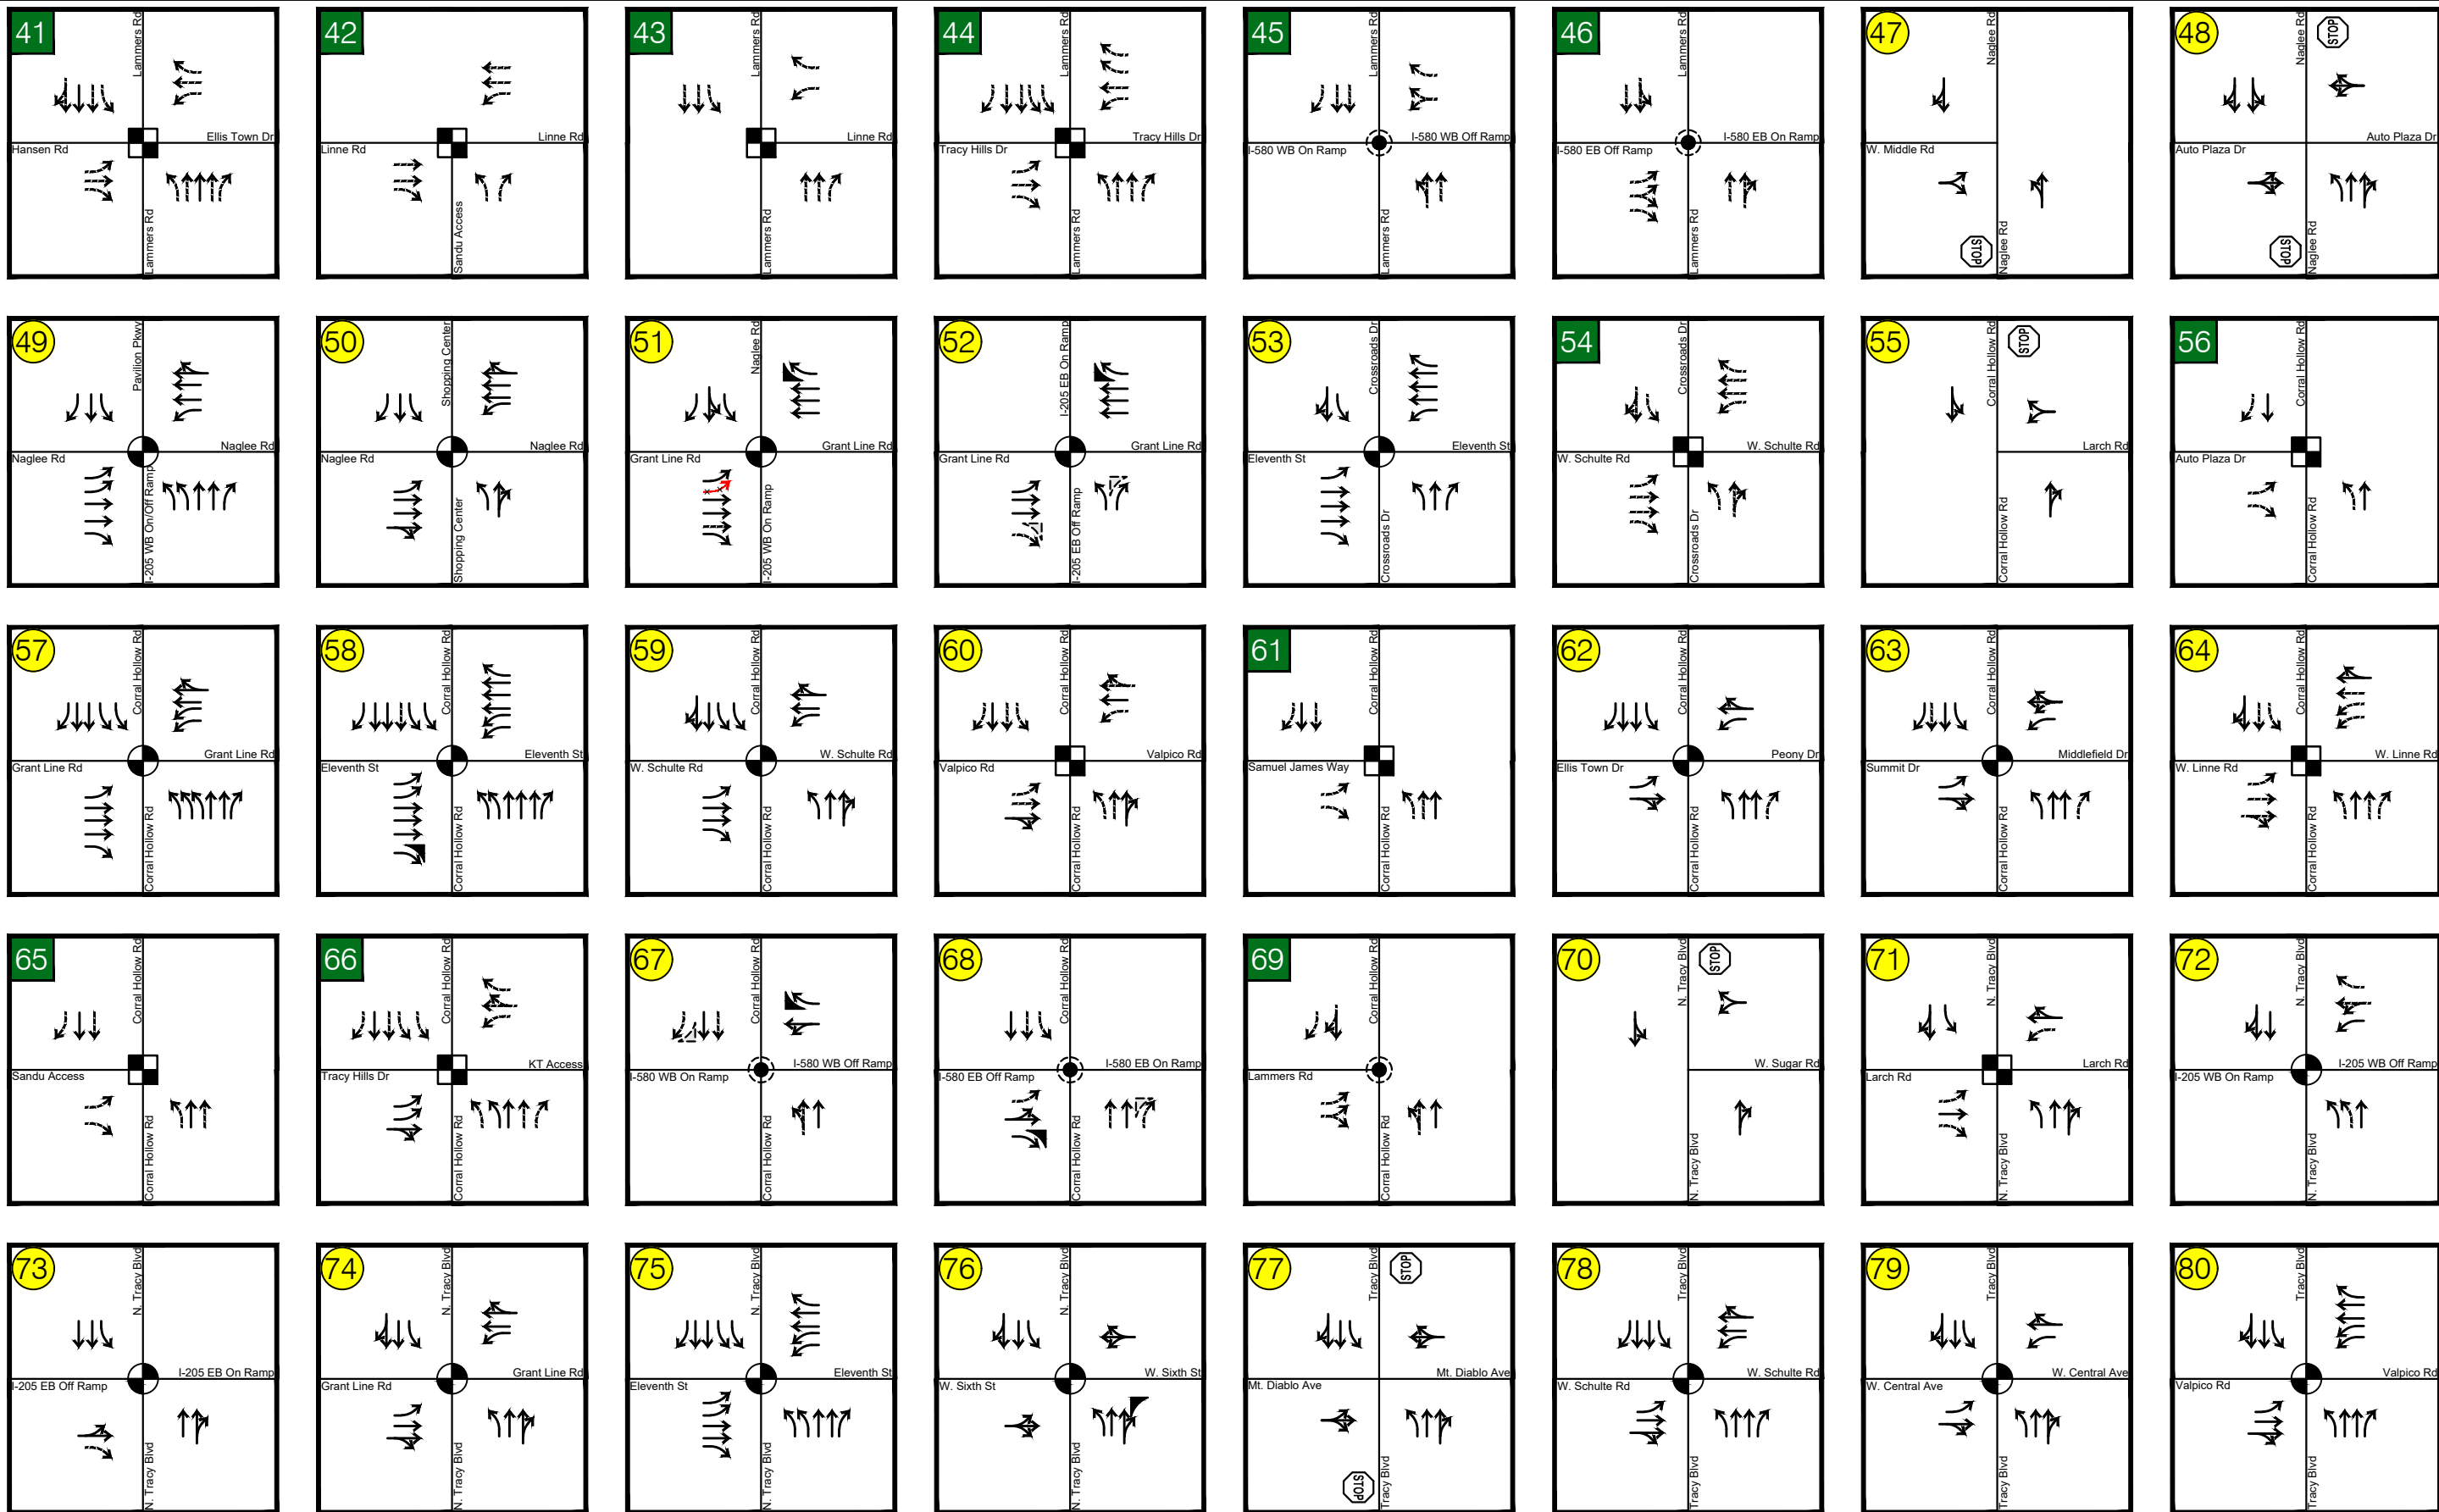 41
Lammers Rd
Ellis Town Dr
Hansen Rd
Lammers Rd
42
Linne Rd
Linne Rd
Sandu Access
43
Lammers Rd
Linne Rd
Lammers Rd
44
Lammers Rd
Tracy Hills Dr
Tracy Hills Dr
Lammers Rd
45
Lammers Rd
I-580 WB Off Ramp
I-580 WB On Ramp
Lammers Rd
46
Lammers Rd
I-580 EB On Ramp
I-580 EB Off Ramp
Lammers Rd
47
Naglee Rd
W. Middle Rd
STOP
Naglee Rd
48
Naglee Rd
STOP
Auto Plaza Dr
Auto Plaza Dr
STOP
Naglee Rd
49
Pavilion Pkwy
Naglee Rd
Naglee Rd
I-205 WB On/Off Ramp
50
Shopping Center
Naglee Rd
Naglee Rd
Shopping Center
51
Naglee Rd
Grant Line Rd
Grant Line Rd
I-205 WB On Ramp
52
I-205 EB On Ramp
Grant Line Rd
Grant Line Rd
I-205 EB Off Ramp
53
Crossroads Dr
Eleventh St
Eleventh St
Crossroads Dr
54
Crossroads Dr
W. Schulte Rd
W. Schulte Rd
Crossroads Dr
55
Corral Hollow Rd
STOP
Larch Rd
Corral Hollow Rd
56
Corral Hollow Rd
Auto Plaza Dr
Corral Hollow Rd
57
Corral Hollow Rd
Grant Line Rd
Grant Line Rd
Corral Hollow Rd
58
Corral Hollow Rd
Eleventh St
Eleventh St
Corral Hollow Rd
59
Corral Hollow Rd
W. Schulte Rd
W. Schulte Rd
Corral Hollow Rd
60
Corral Hollow Rd
Valpico Rd
Valpico Rd
Corral Hollow Rd
61
Corral Hollow Rd
Samuel James Way
Corral Hollow Rd
62
Corral Hollow Rd
Peony Dr
Ellis Town Dr
Corral Hollow Rd
63
Corral Hollow Rd
Middlefield Dr
Summit Dr
Corral Hollow Rd
64
Corral Hollow Rd
W. Linne Rd
W. Linne Rd
Corral Hollow Rd
65
Corral Hollow Rd
Sandu Access
Corral Hollow Rd
66
Corral Hollow Rd
KT Access
Tracy Hills Dr
Corral Hollow Rd
67
Corral Hollow Rd
I-580 WB Off Ramp
I-580 WB On Ramp
Corral Hollow Rd
68
Corral Hollow Rd
I-580 EB On Ramp
I-580 EB Off Ramp
Corral Hollow Rd
69
Corral Hollow Rd
Lammers Rd
Corral Hollow Rd
70
N. Tracy Blvd
STOP
W. Sugar Rd
N. Tracy Blvd
71
N. Tracy Blvd
Larch Rd
Larch Rd
N. Tracy Blvd
72
N. Tracy Blvd
I-205 WB Off Ramp
I-205 WB On Ramp
N. Tracy Blvd
73
N. Tracy Blvd
I-205 EB On Ramp
I-205 EB Off Ramp
N. Tracy Blvd
74
N. Tracy Blvd
Grant Line Rd
Grant Line Rd
N. Tracy Blvd
75
N. Tracy Blvd
Eleventh St
Eleventh St
N. Tracy Blvd
76
N. Tracy Blvd
W. Sixth St
W. Sixth St
N. Tracy Blvd
77
Tracy Blvd
STOP
Mt. Diablo Ave
Mt. Diablo Ave
STOP
Tracy Blvd
78
Tracy Blvd
W. Schulte Rd
W. Schulte Rd
Tracy Blvd
79
Tracy Blvd
W. Central Ave
W. Central Ave
Tracy Blvd
80
Tracy Blvd
Valpico Rd
Valpico Rd
Tracy Blvd